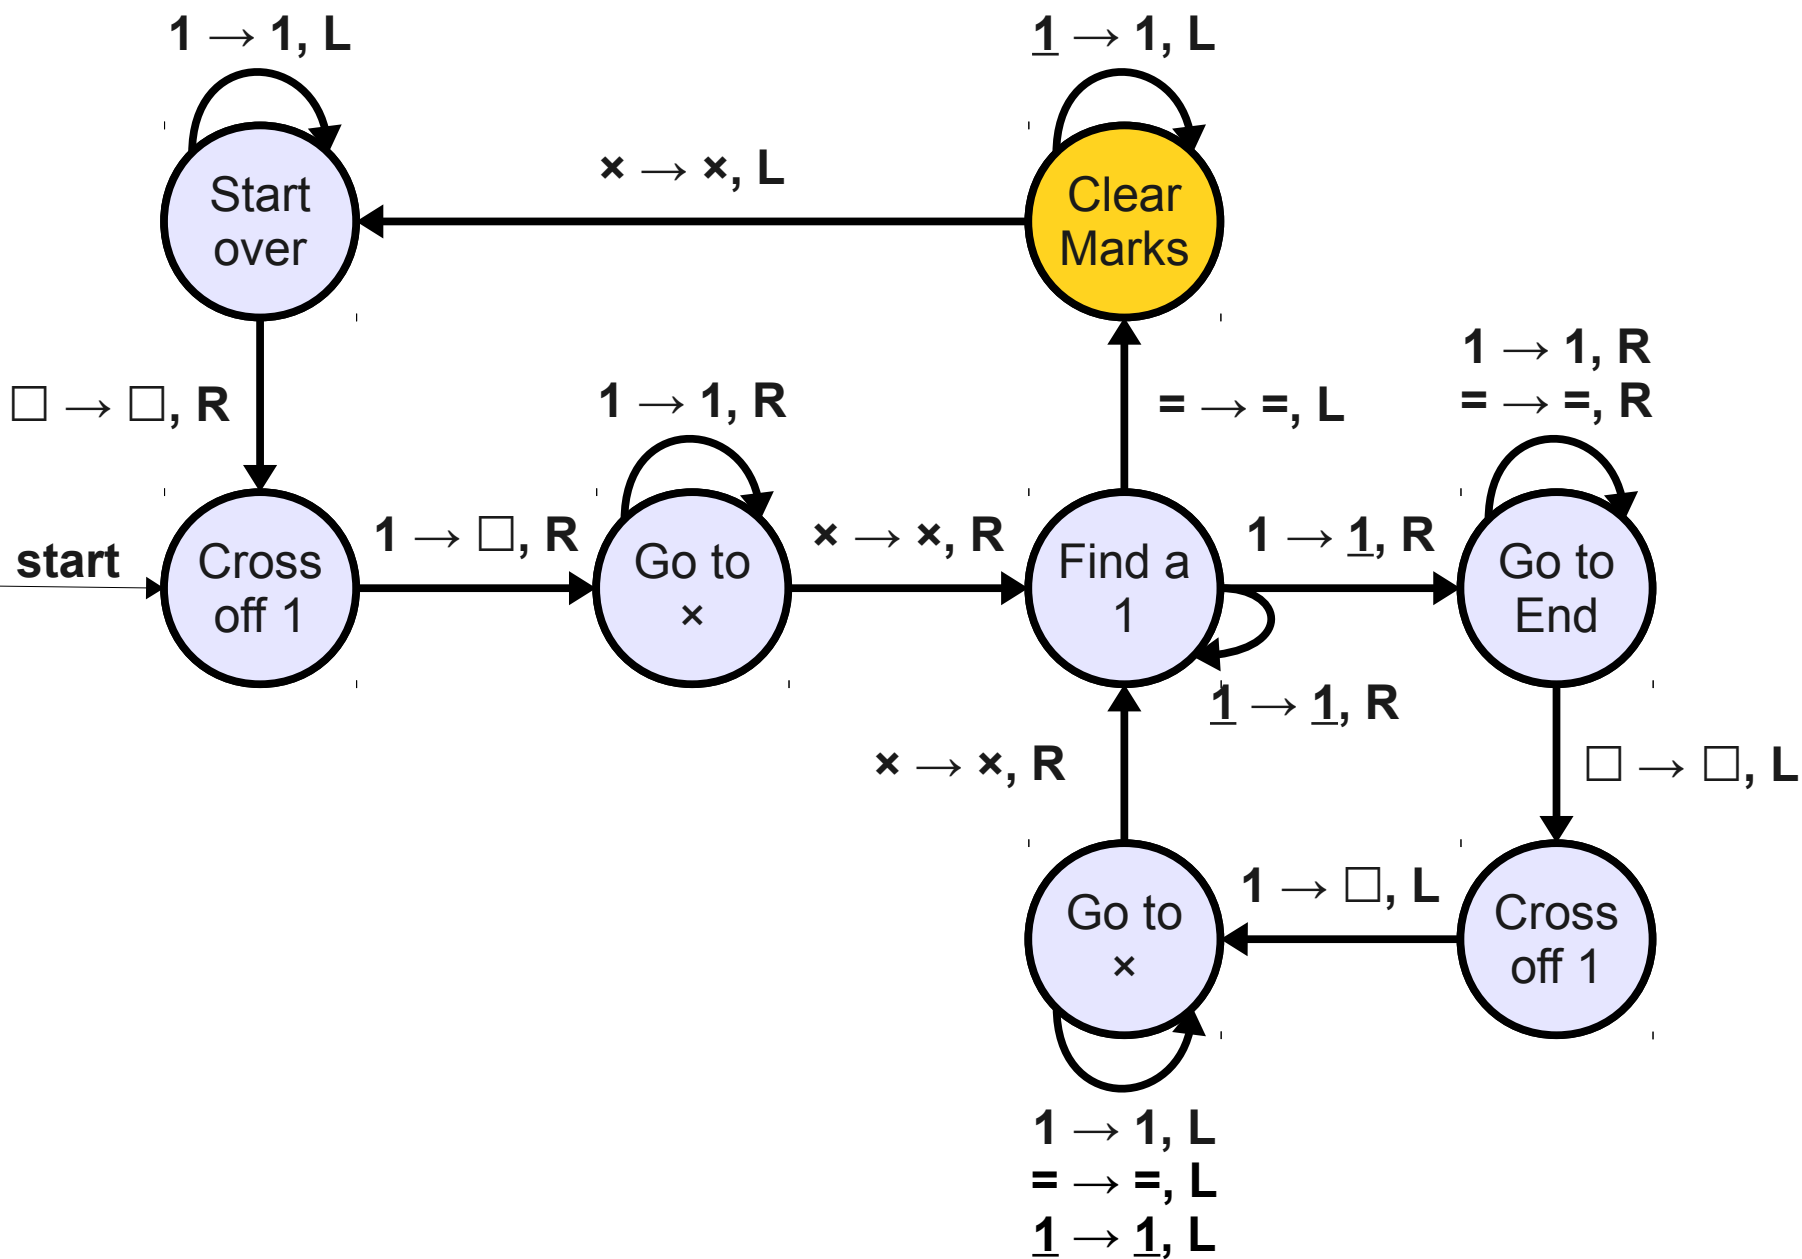 1 → 1, L
1̲ → 1, L
× → ×, L
Start
over
Clear
Marks
□ → □, R
1 → 1, R
= → =, L
1 → 1, R
= → =, R
start
Cross
off 1
1 → □, R
Go to
×
× → ×, R
Find a
1
1 → 1̲, R
Go to
End
1̲ → 1̲, R
× → ×, R
□ → □, L
Go to
×
1 → □, L
Cross
off 1
1 → 1, L
= → =, L
1̲ → 1̲, L